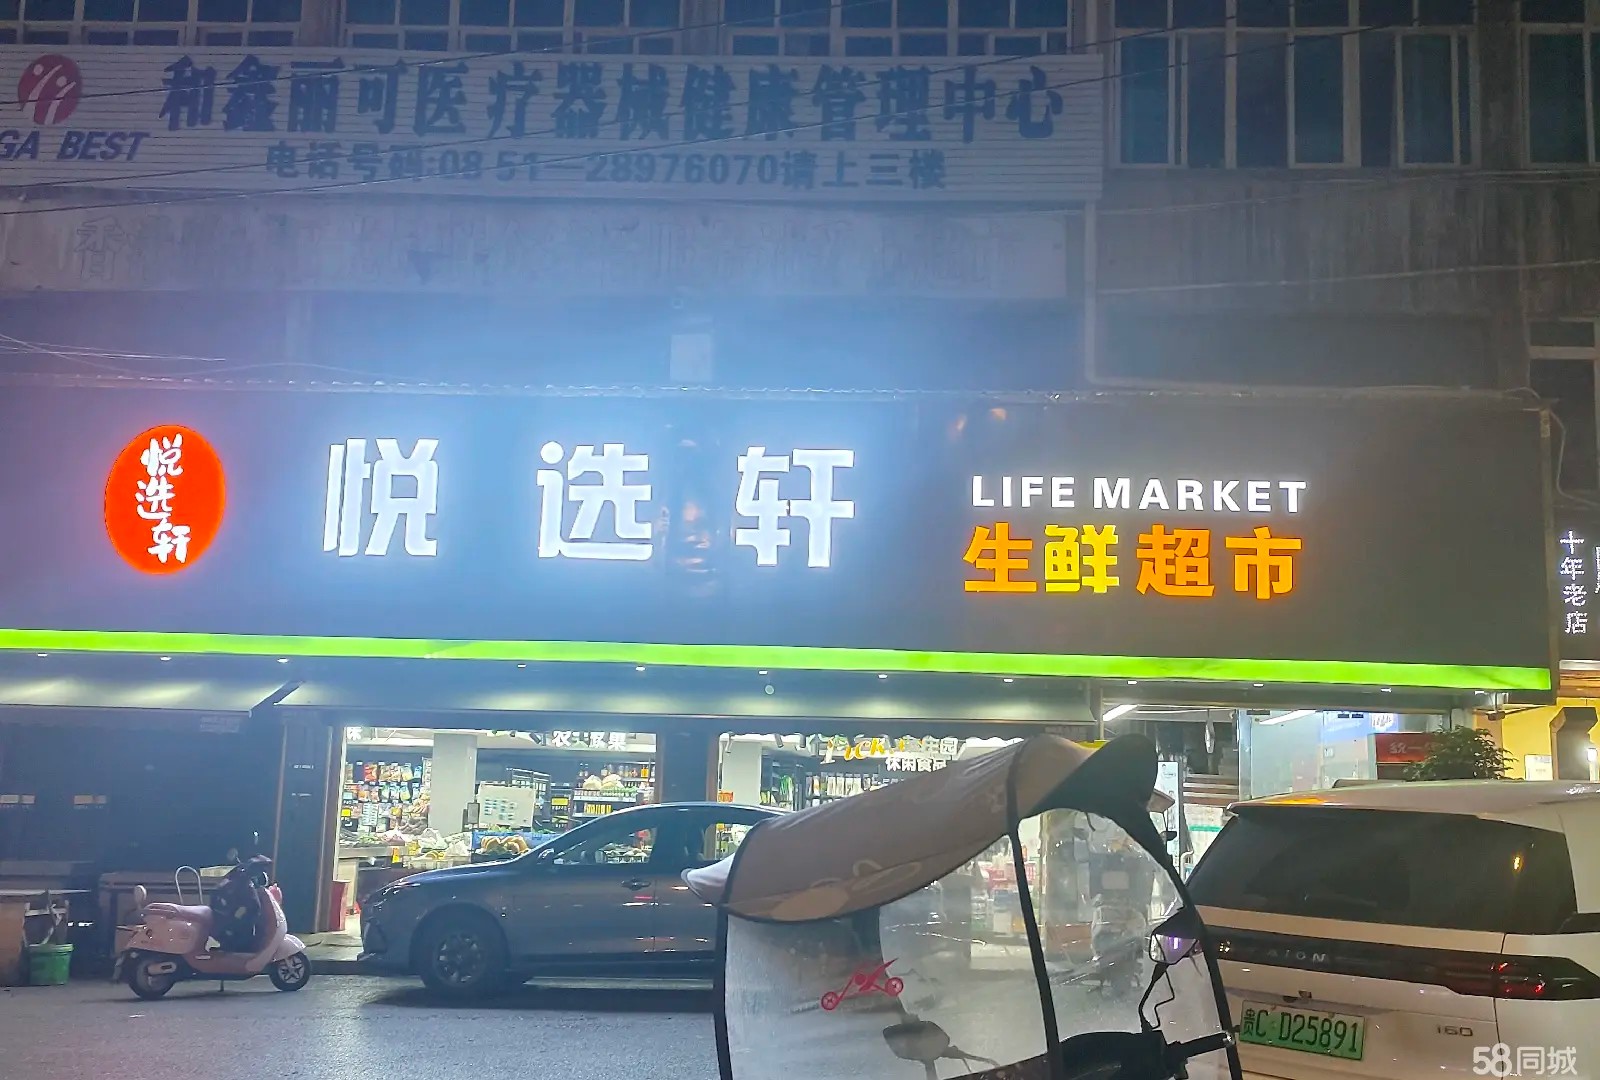 和鑫丽可医疗器械健康管理中心
GA BEST
电话号码:0851—28976070请上三楼
悦选轩
悦选轩
LIFE MARKET
生鲜超市
十年老店
休闲食品
AION
贵C·D25891
160
58同城